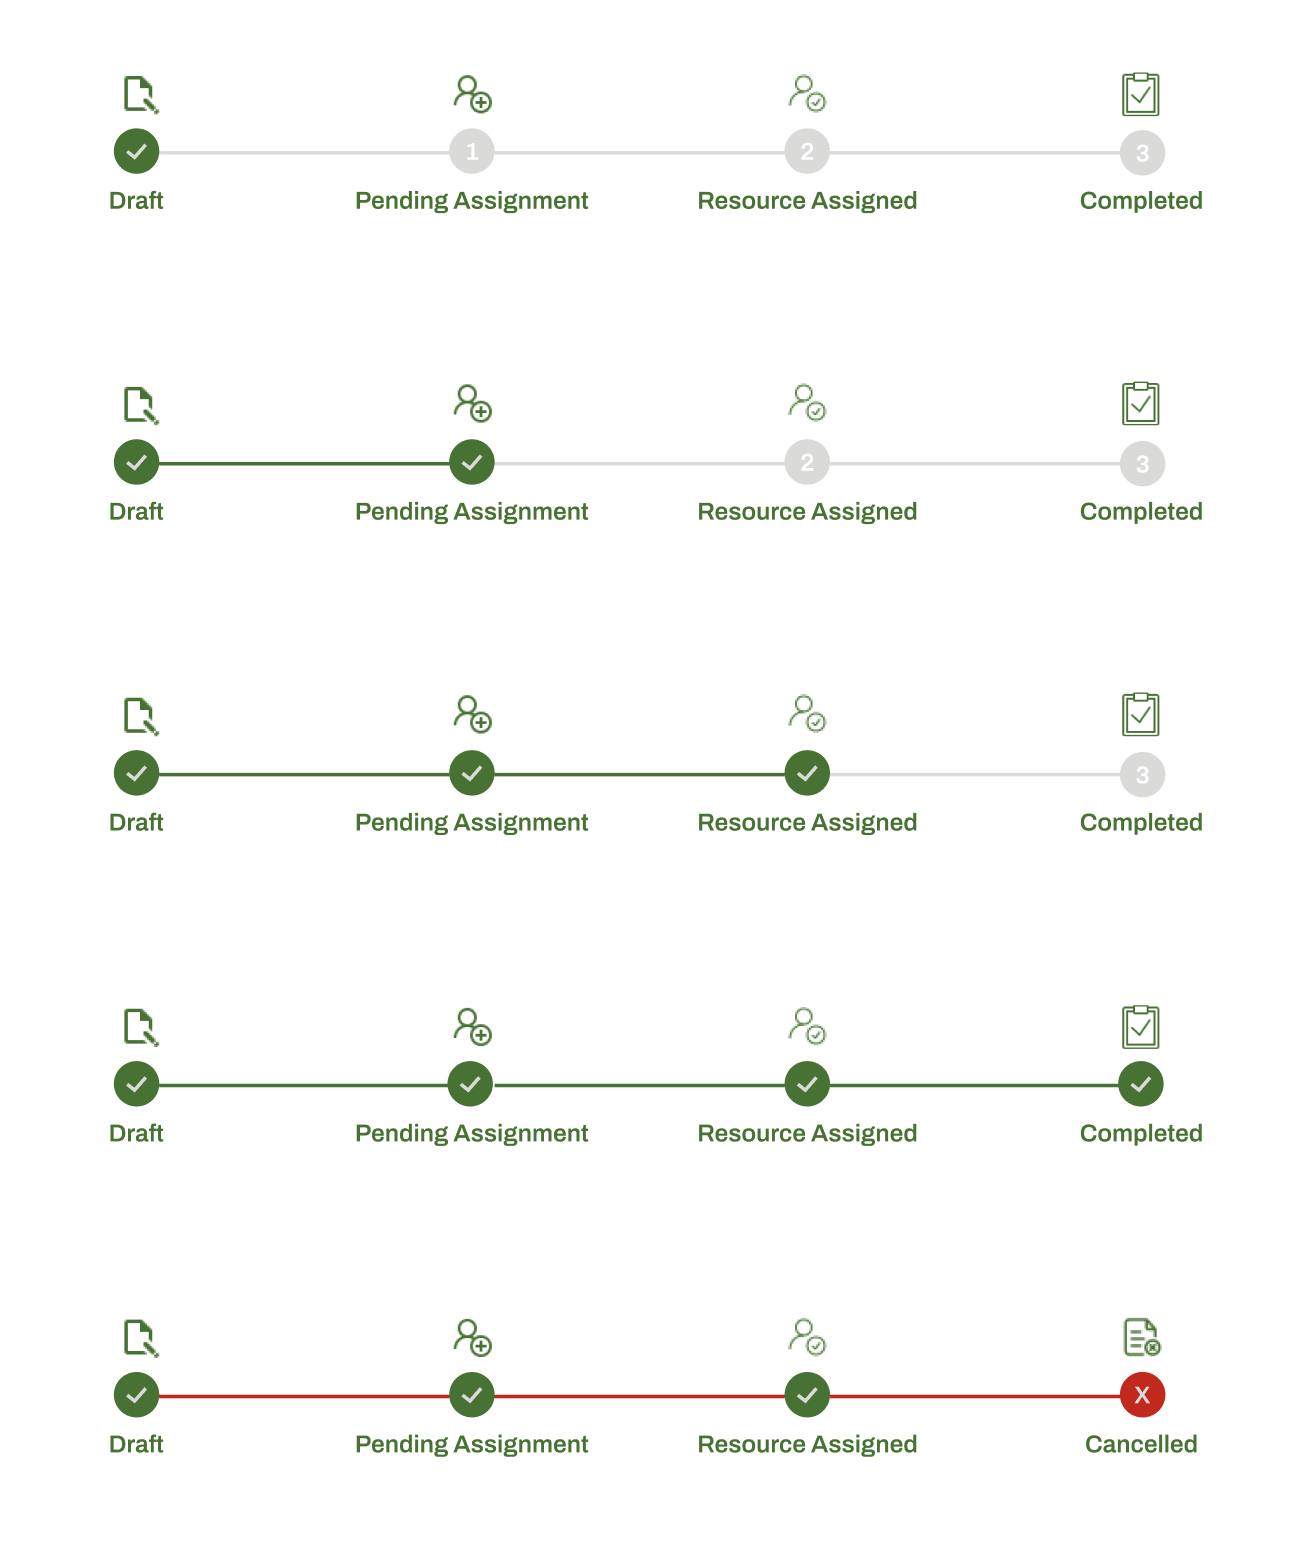 1 2 3
Draft Pending Assignment Resource Assigned Completed
2 3
Draft Pending Assignment Resource Assigned Completed
3
Draft Pending Assignment Resource Assigned Completed
Draft Pending Assignment Resource Assigned Completed
X
Draft Pending Assignment Resource Assigned Cancelled